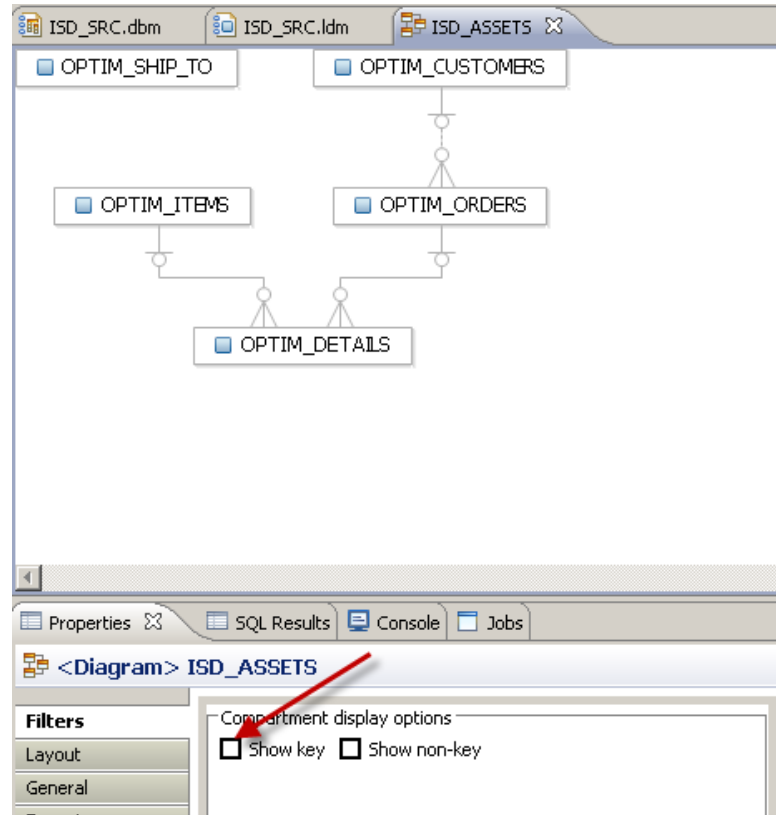 ISD_SRC.dbm ISD_SRC.ldm ISD_ASSETS
OPTIM_SHIP_TO OPTIM_CUSTOMERS
OPTIM_ITEMS OPTIM_ORDERS
OPTIM_DETAILS
Properties SQL Results Console Jobs
<Diagram> ISD_ASSETS
Filters Compartment display options
Layout Show key Show non-key
General